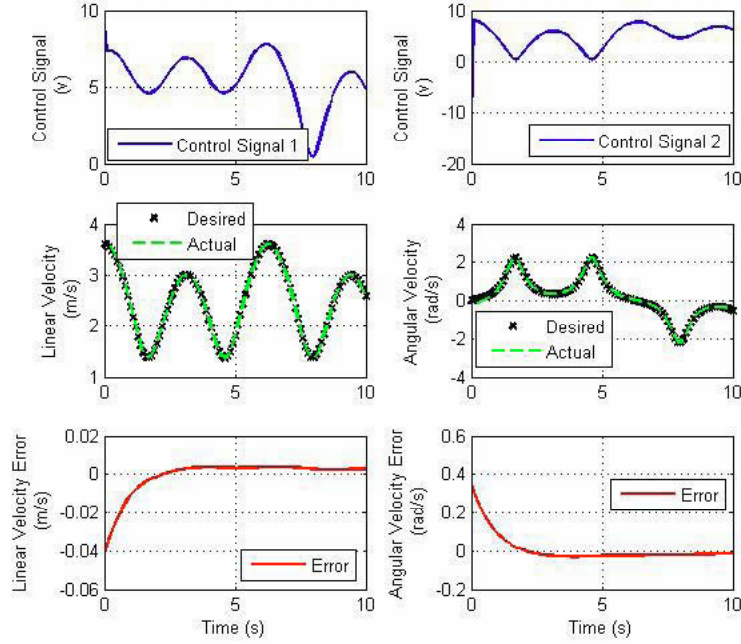 10
5
0
Control Signal
(v)
Control Signal 1
0
5
10
10
0
-10
-20
Control Signal
(v)
Control Signal 2
0
5
10
4
3
2
1
Linear Velocity
(m/s)
Desired
Actual
0
5
10
4
2
0
-2
-4
Angular Velocity
(rad/s)
Desired
Actual
0
5
10
0.02
0
-0.02
-0.04
-0.06
Linear Velocity Error
(m/s)
Error
0
5
10
Time (s)
0.6
0.4
0.2
0
-0.2
Angular Velocity Error
(rad/s)
Error
0
5
10
Time (s)